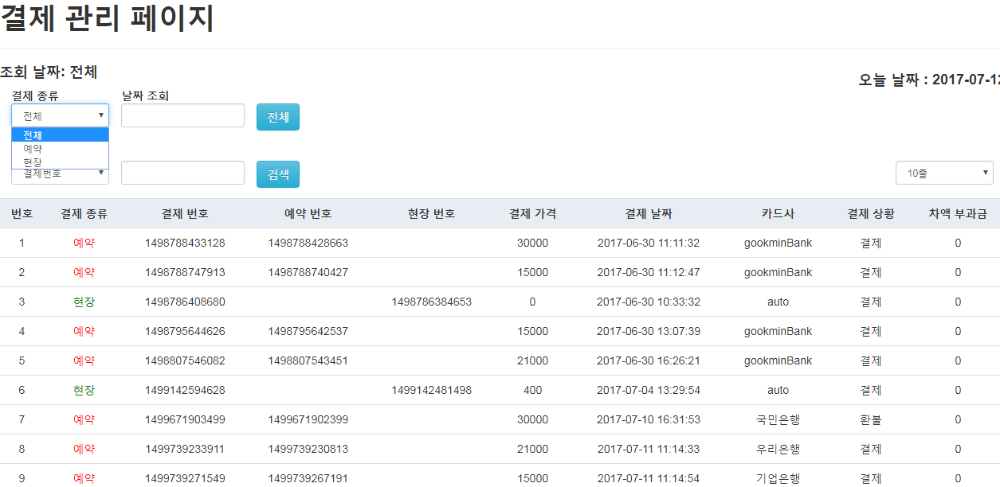 결제 관리 페이지
조회 날짜: 전체
오늘 날짜 : 2017-07-12
결제 종류 날짜 조회
전체 전체
전체
예약
현장
결제번호 검색 10줄
번호 결제 종류 결제 번호 예약 번호 현장 번호 결제 가격 결제 날짜 카드사 결제 상황 차액 부과금
1 예약 1498788433128 1498788428663 30000 2017-06-30 11:11:32 gookminBank 결제 0
2 예약 1498788747913 1498788740427 15000 2017-06-30 11:12:47 gookminBank 결제 0
3 현장 1498786408680 1498786384653 0 2017-06-30 10:33:32 auto 결제 0
4 예약 1498795644626 1498795642537 15000 2017-06-30 13:07:39 gookminBank 결제 0
5 예약 1498807546082 1498807543451 21000 2017-06-30 16:26:21 gookminBank 결제 0
6 현장 1499142594628 1499142481498 400 2017-07-04 13:29:54 auto 결제 0
7 예약 1499671903499 1499671902399 30000 2017-07-10 16:31:53 국민은행 환불 0
8 예약 1499739233911 1499739230813 21000 2017-07-11 11:14:33 우리은행 결제 0
9 예약 1499739271549 1499739267191 15000 2017-07-11 11:14:54 기업은행 결제 0